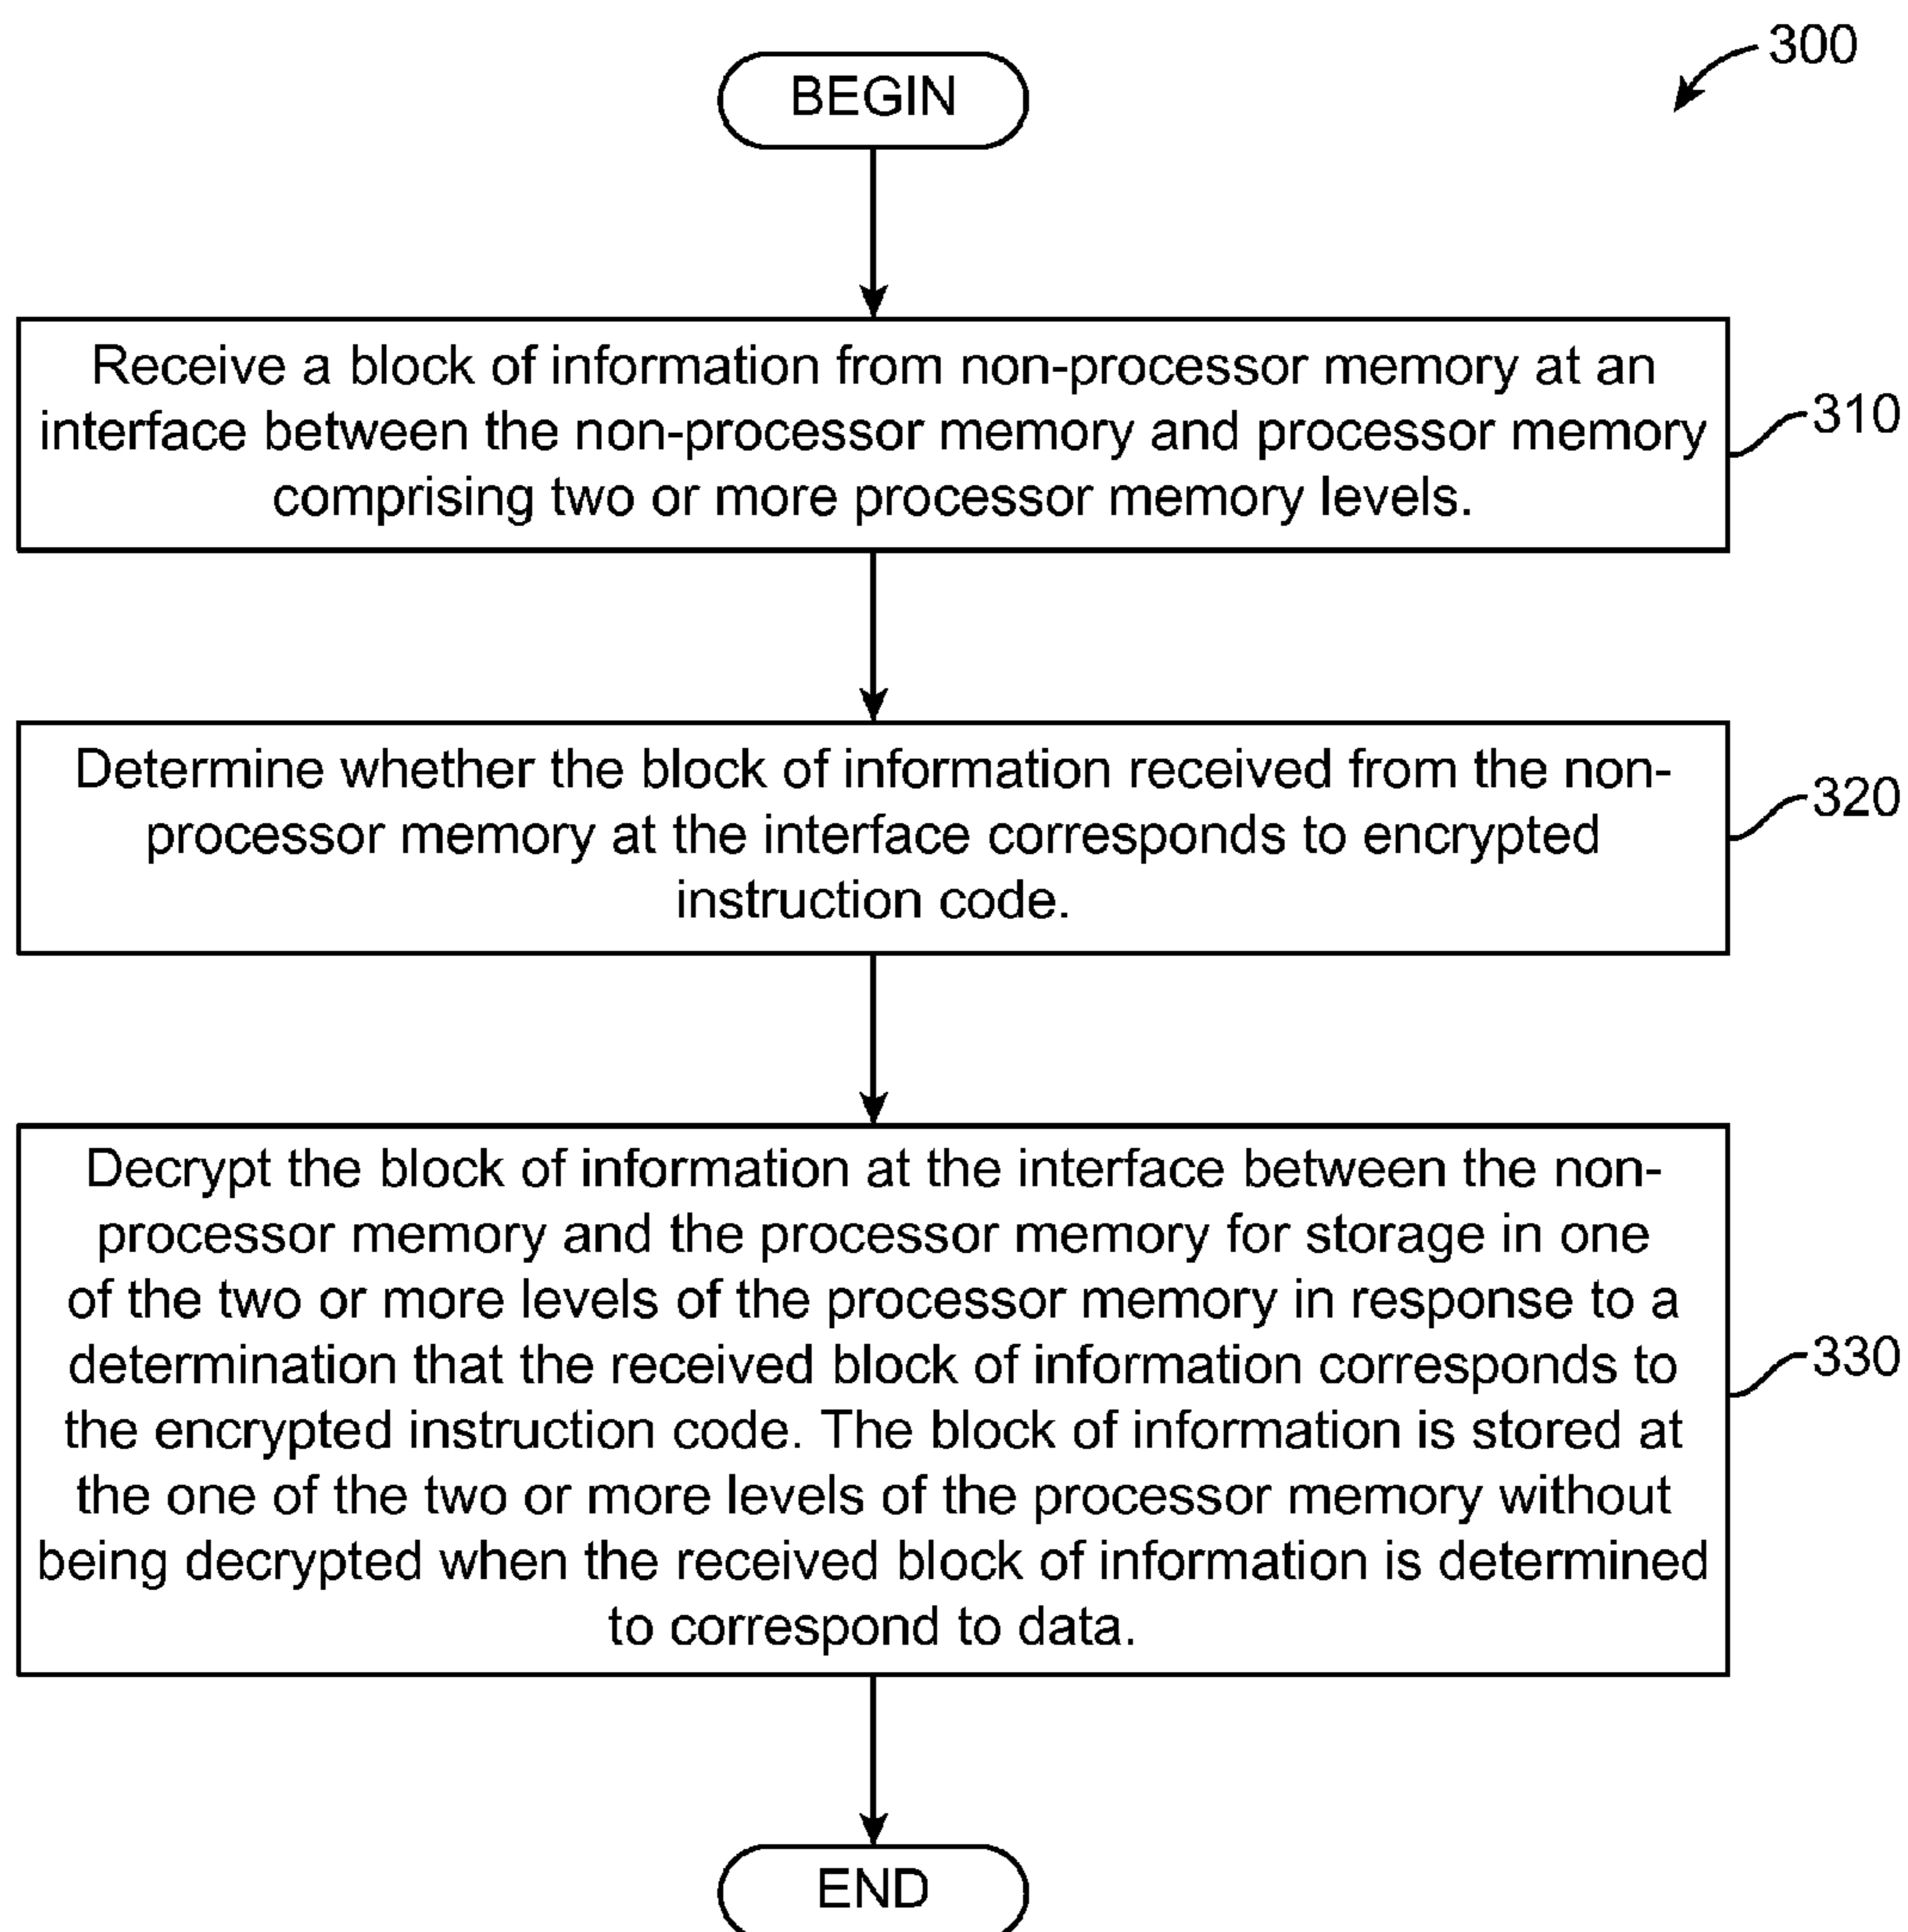 300
BEGIN
Receive a block of information from non-processor memory at an
interface between the non-processor memory and processor memory
comprising two or more processor memory levels.
310
Determine whether the block of information received from the non-
processor memory at the interface corresponds to encrypted
instruction code.
320
Decrypt the block of information at the interface between the non-
processor memory and the processor memory for storage in one
of the two or more levels of the processor memory in response to a
determination that the received block of information corresponds to
the encrypted instruction code. The block of information is stored at
the one of the two or more levels of the processor memory without
being decrypted when the received block of information is determined
to correspond to data.
330
END